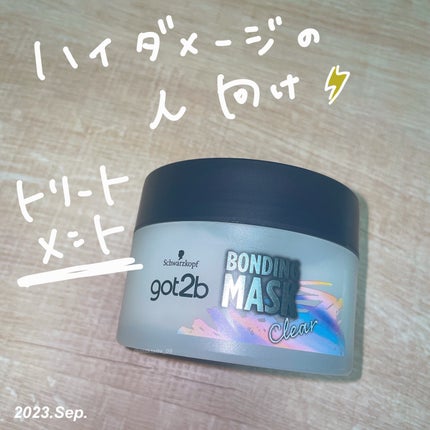 ハイダメージの
人向け
トリート
メント
Schwarzkopf
got2b
BONDING
MASK
Clear
2023.Sep.